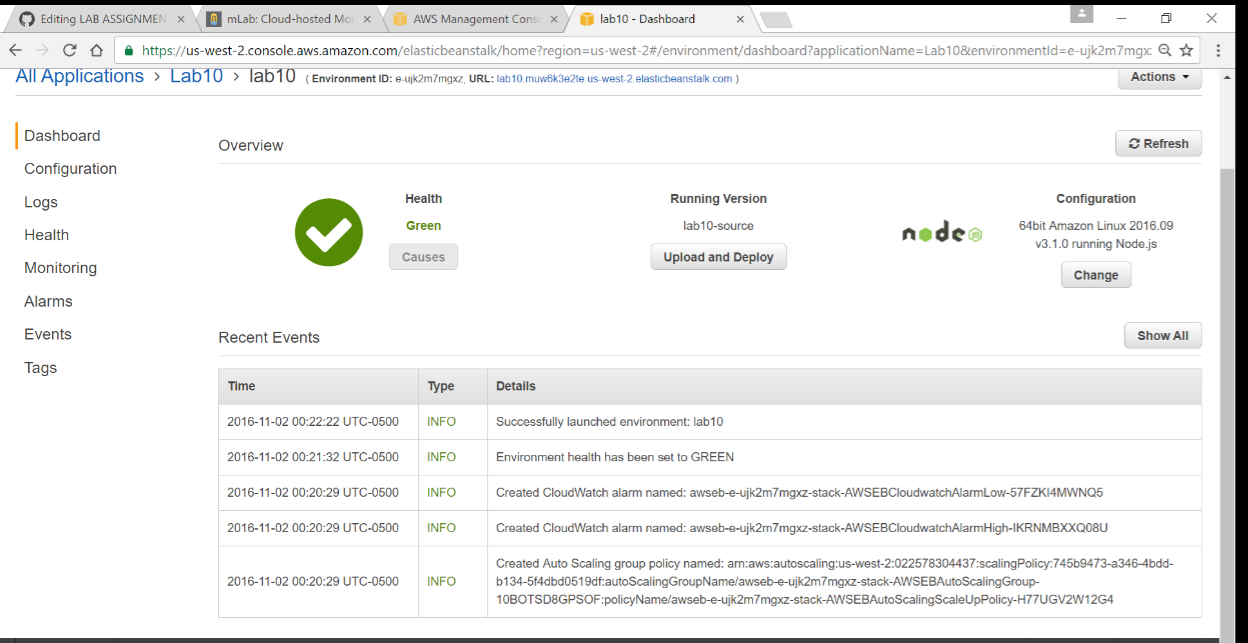 Editing LAB ASSIGNMEN
mLab: Cloud-hosted Mo
AWS Management Cons
lab10 - Dashboard
https://us-west-2.console.aws.amazon.com/elasticbeanstalk/home?region=us-west-2#/environment/dashboard?applicationName=Lab10&environmentId=e-ujk2m7mgx
All Applications > Lab10 > lab10 ( Environment ID: e-ujk2m7mgxz, URL: lab10.muw6k3e2te.us-west-2.elasticbeanstalk.com )
Actions
Dashboard
Configuration
Logs
Health
Monitoring
Alarms
Events
Tags
Overview
Refresh
Health
Green
Causes
Running Version
lab10-source
Upload and Deploy
node
JS
Configuration
64bit Amazon Linux 2016.09
v3.1.0 running Node.js
Change
Recent Events
Show All
Time Type Details
2016-11-02 00:22:22 UTC-0500 INFO Successfully launched environment: lab10
2016-11-02 00:21:32 UTC-0500 INFO Environment health has been set to GREEN
2016-11-02 00:20:29 UTC-0500 INFO Created CloudWatch alarm named: awseb-e-ujk2m7mgxz-stack-AWSEBCloudwatchAlarmLow-57FZKI4MWNQ5
2016-11-02 00:20:29 UTC-0500 INFO Created CloudWatch alarm named: awseb-e-ujk2m7mgxz-stack-AWSEBCloudwatchAlarmHigh-IKRNMBXXQ08U
2016-11-02 00:20:29 UTC-0500 INFO Created Auto Scaling group policy named: arn:aws:autoscaling:us-west-2:022578304437:scalingPolicy:745b9473-a346-4bdd-
b134-5f4dbd0519df:autoScalingGroupName/awseb-e-ujk2m7mgxz-stack-AWSEBAutoScalingGroup-
10BOTSD8GPSOF:policyName/awseb-e-ujk2m7mgxz-stack-AWSEBAutoScalingScaleUpPolicy-H77UGV2W12G4